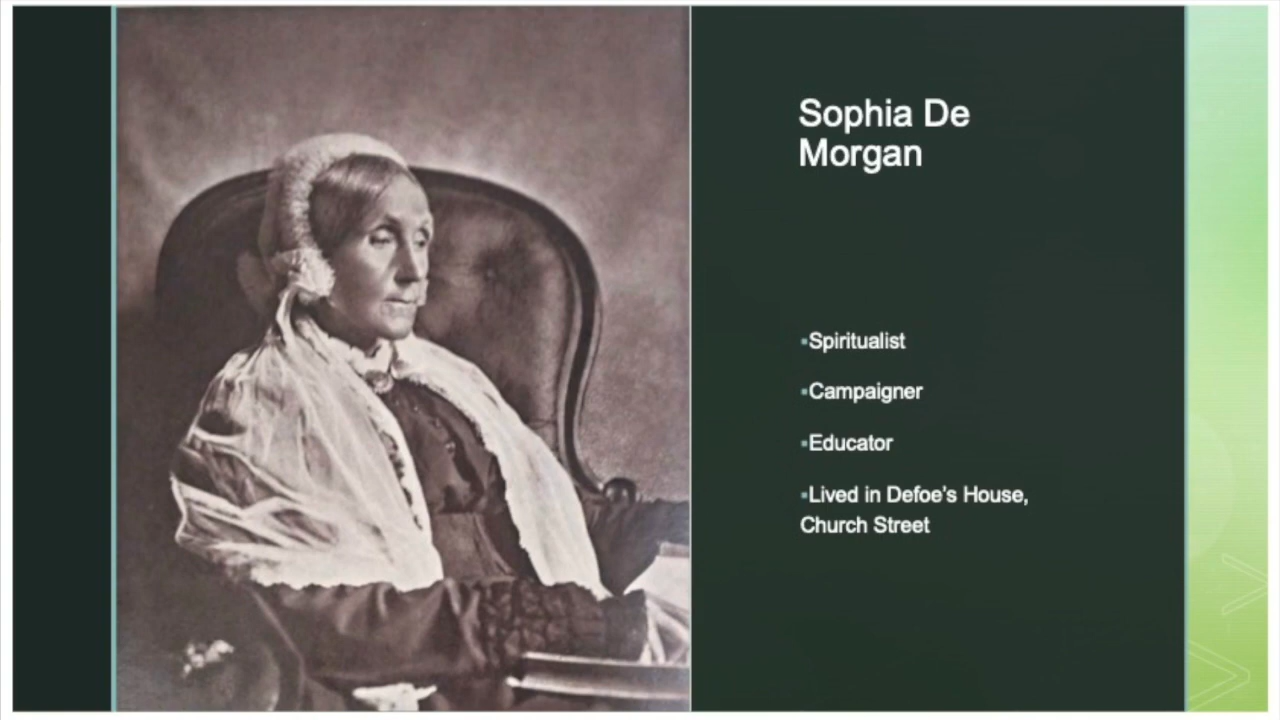 Sophia De
Morgan
▪Spiritualist
▪Campaigner
▪Educator
▪Lived in Defoe’s House,
Church Street